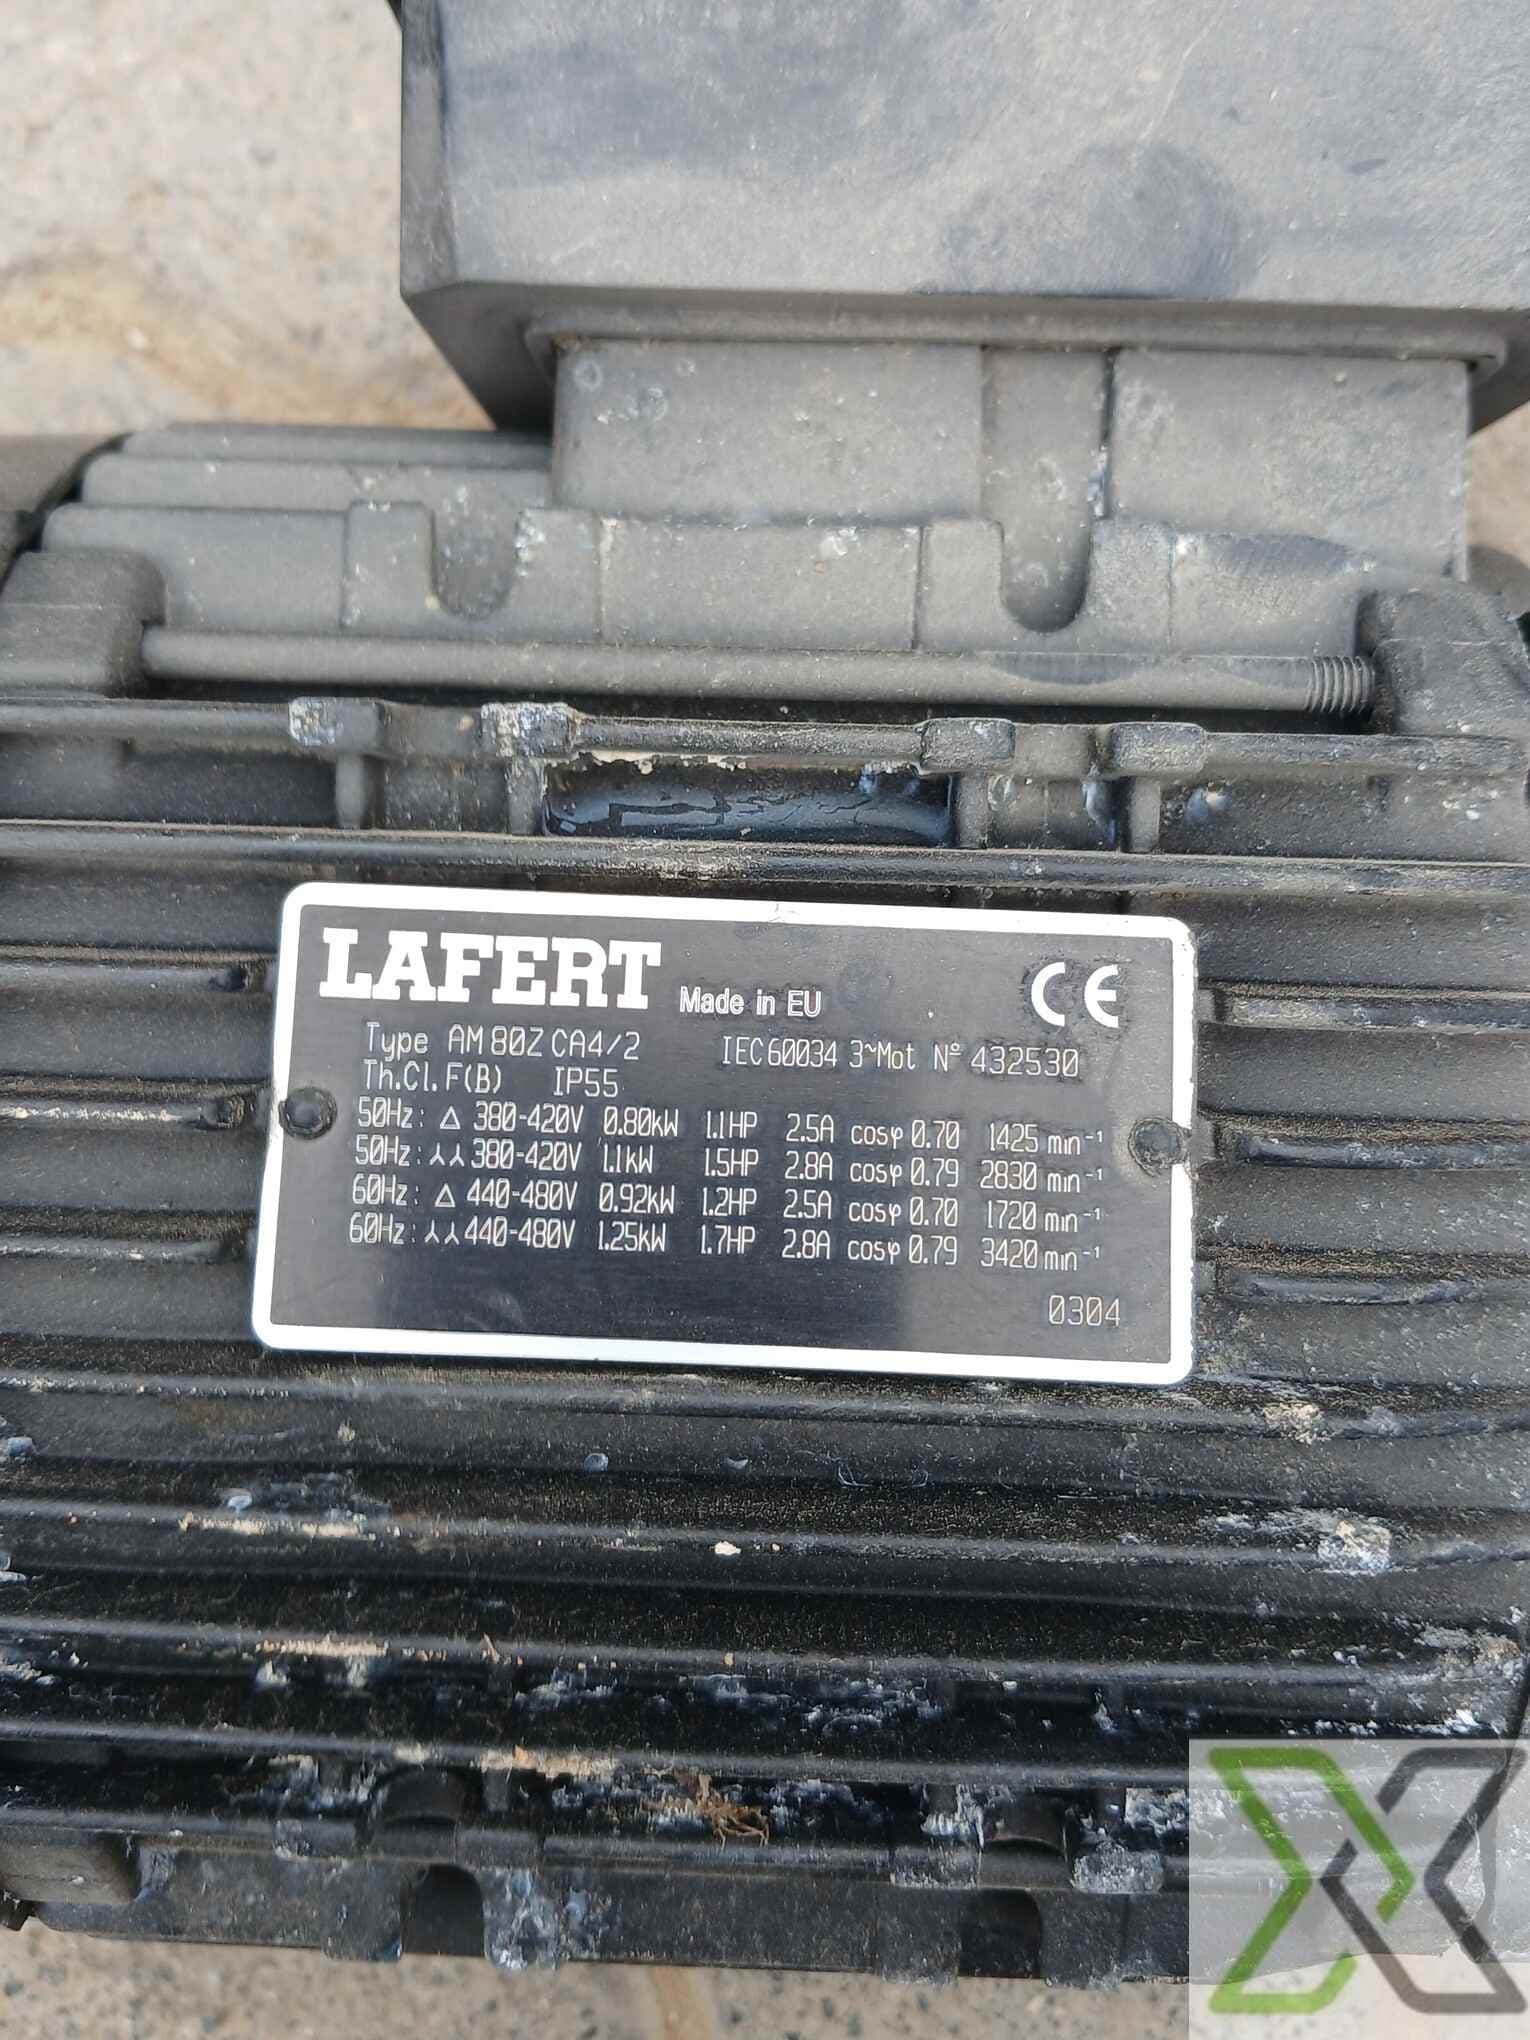 LAFERT Made in EU CE
Type AM 80Z CA4/2 IEC 60034 3~Mot Nº 432530
Th.Cl. F(B) IP55
50Hz: △ 380-420V 0.80kW 1.1HP 2.5A cosφ 0.70 1425 min⁻¹
50Hz: ⅄⅄ 380-420V 1.1kW 1.5HP 2.8A cosφ 0.79 2830 min⁻¹
60Hz: △ 440-480V 0.92kW 1.2HP 2.5A cosφ 0.70 1720 min⁻¹
60Hz: ⅄⅄ 440-480V 1.25kW 1.7HP 2.8A cosφ 0.79 3420 min⁻¹
0304